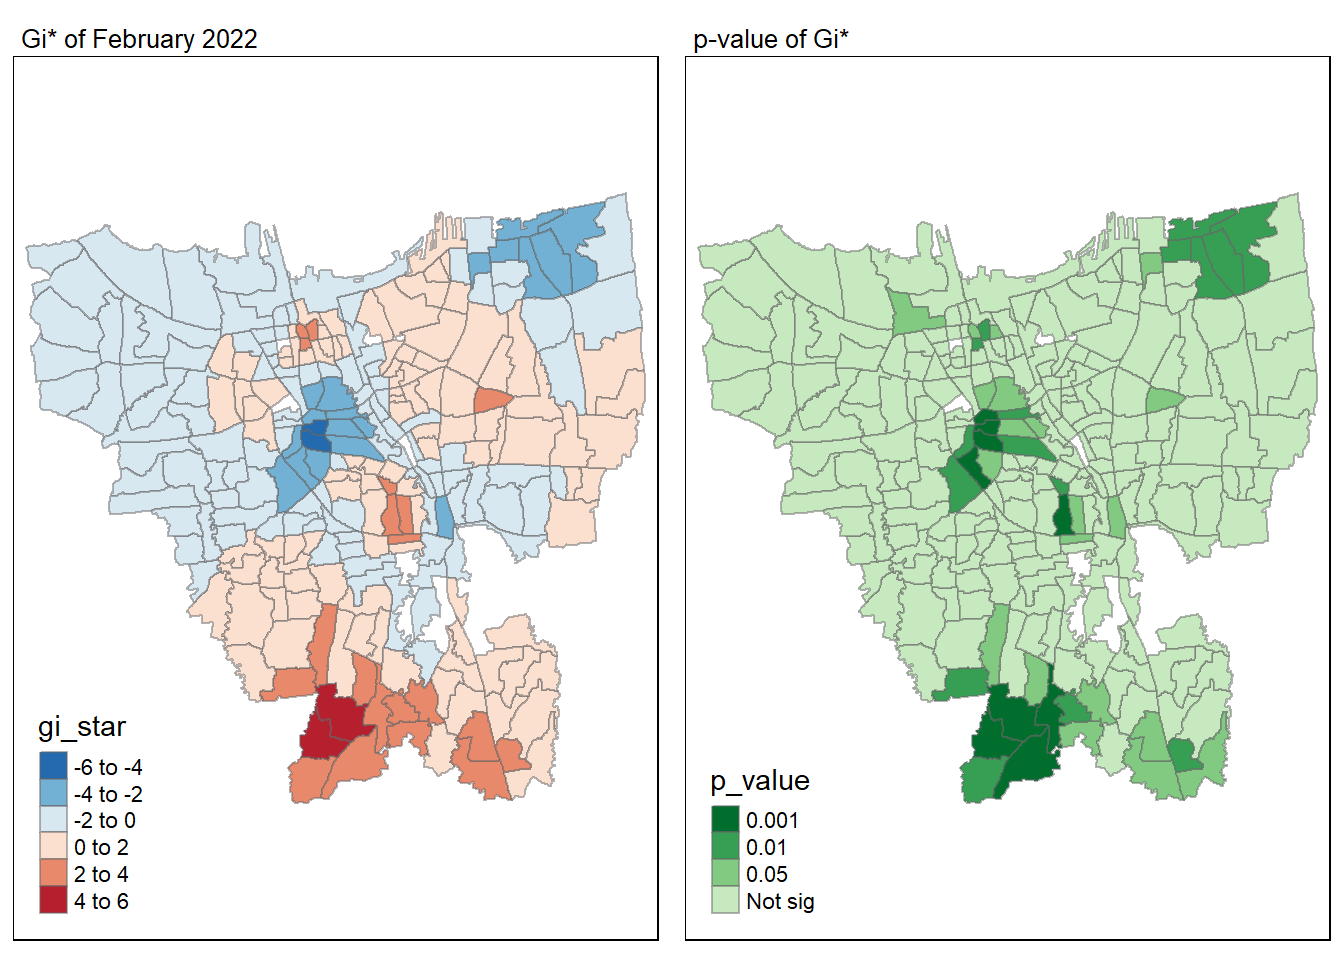 Gi* of February 2022
gi_star
-6 to -4
-4 to -2
-2 to 0
0 to 2
2 to 4
4 to 6
p-value of Gi*
p_value
0.001
0.01
0.05
Not sig